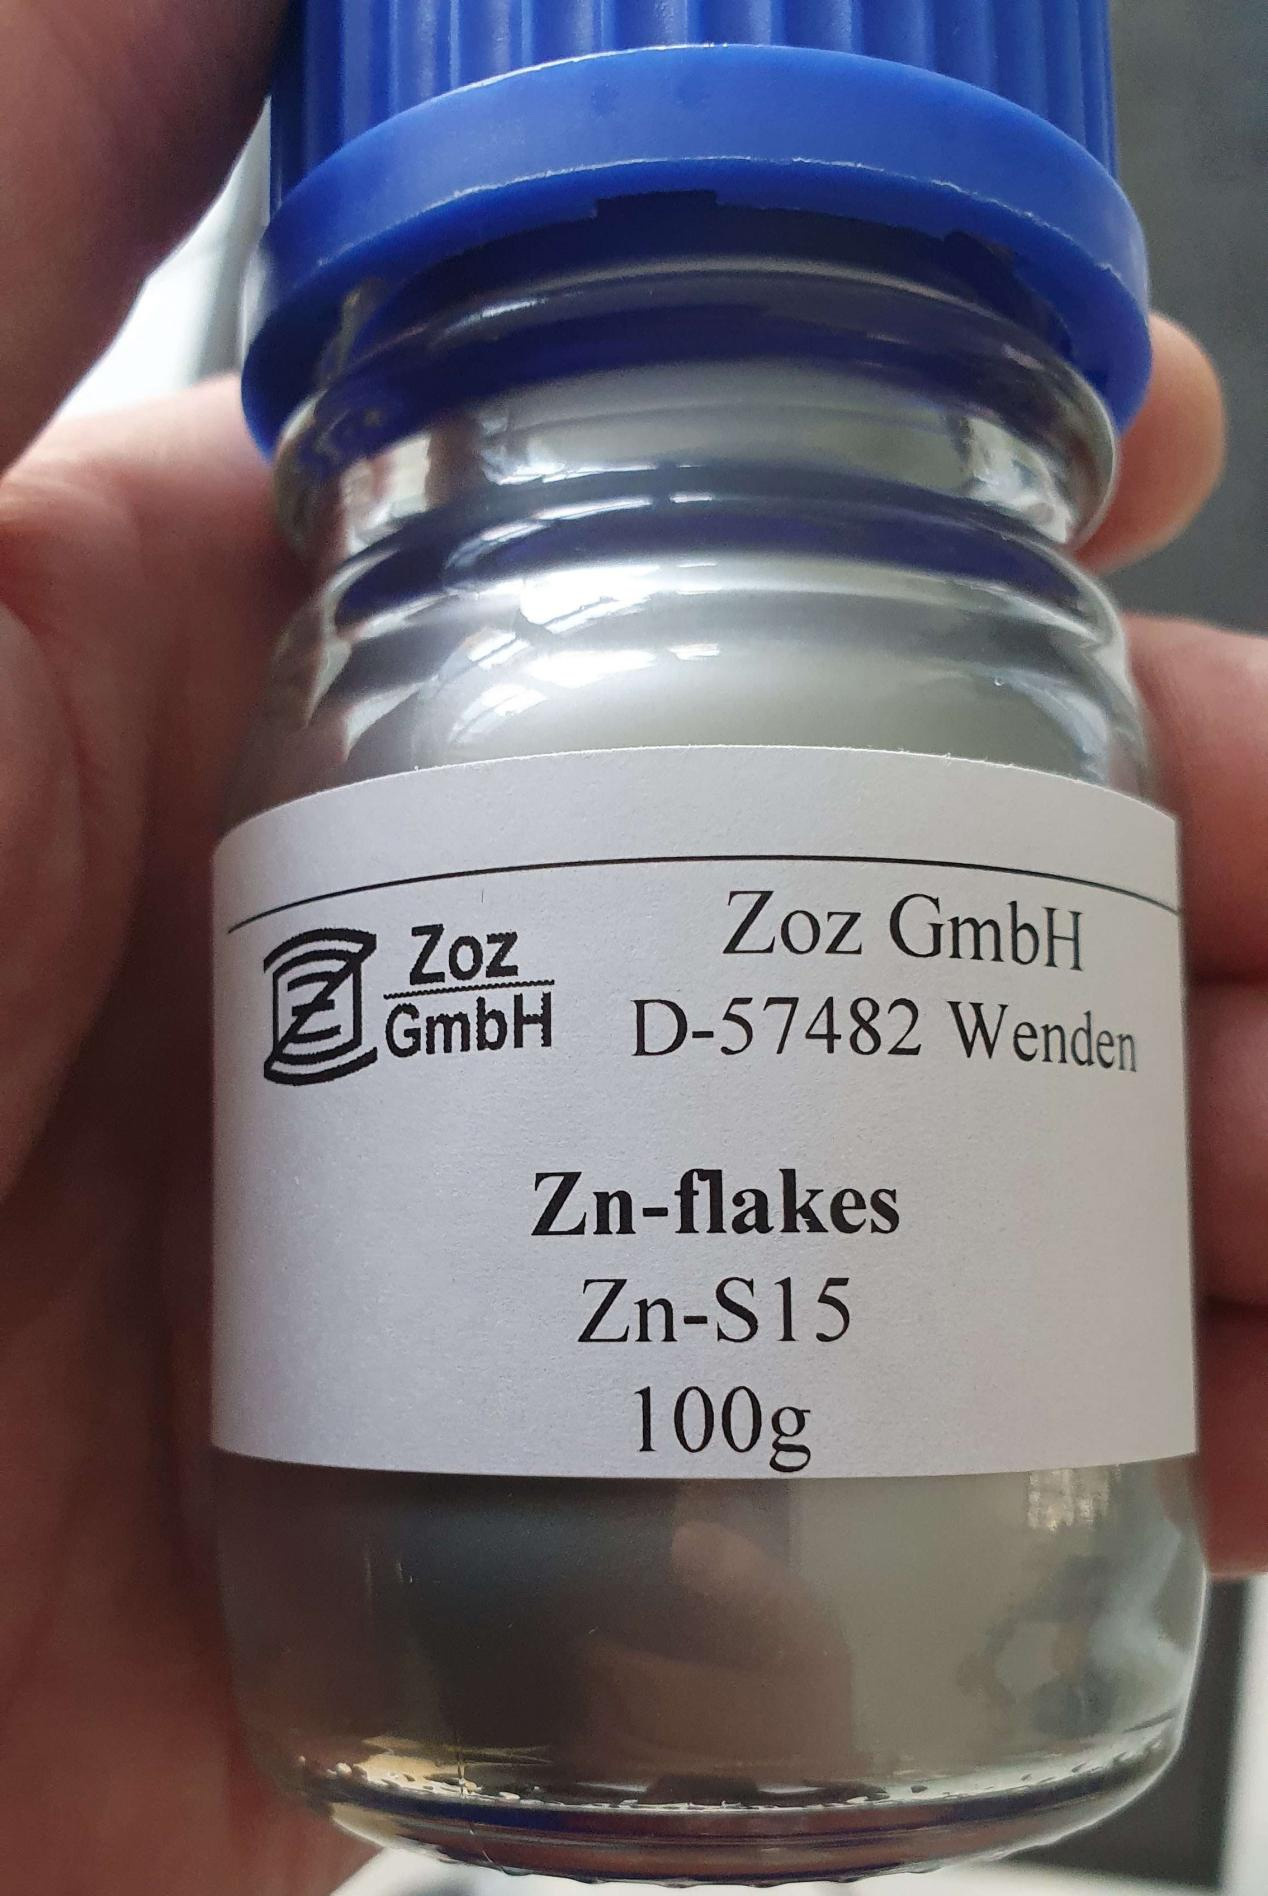 Zoz
GmbH
Zoz GmbH
D-57482 Wenden
Zn-flakes
Zn-S15
100g